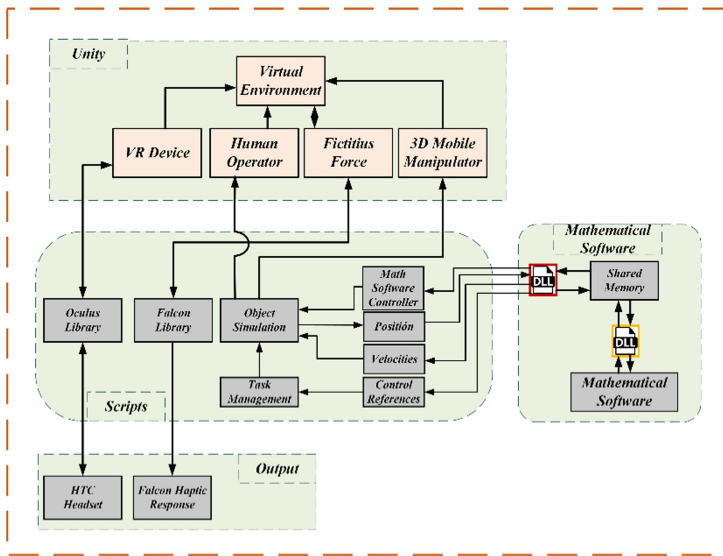 Unity
Virtual
Environment
VR Device
Human
Operator
Fictitius
Force
3D Mobile
Manipulator
Mathematical
Software
Math
Software
Controller
DLL
Shared
Memory
Oculus
Library
Falcon
Library
Object
Simulation
Positión
DLL
Velocities
Task
Management
Control
References
Mathematical
Software
Scripts
Output
HTC
Headset
Falcon Haptic
Response